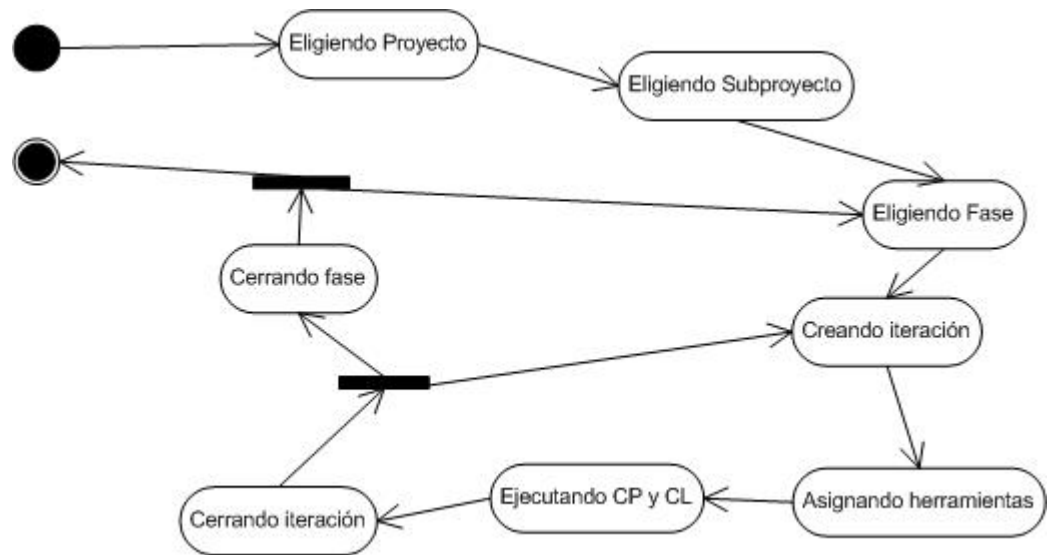 Eligiendo Proyecto
Eligiendo Subproyecto
Eligiendo Fase
Cerrando fase
Creando iteración
Ejecutando CP y CL
Asignando herramientas
Cerrando iteración